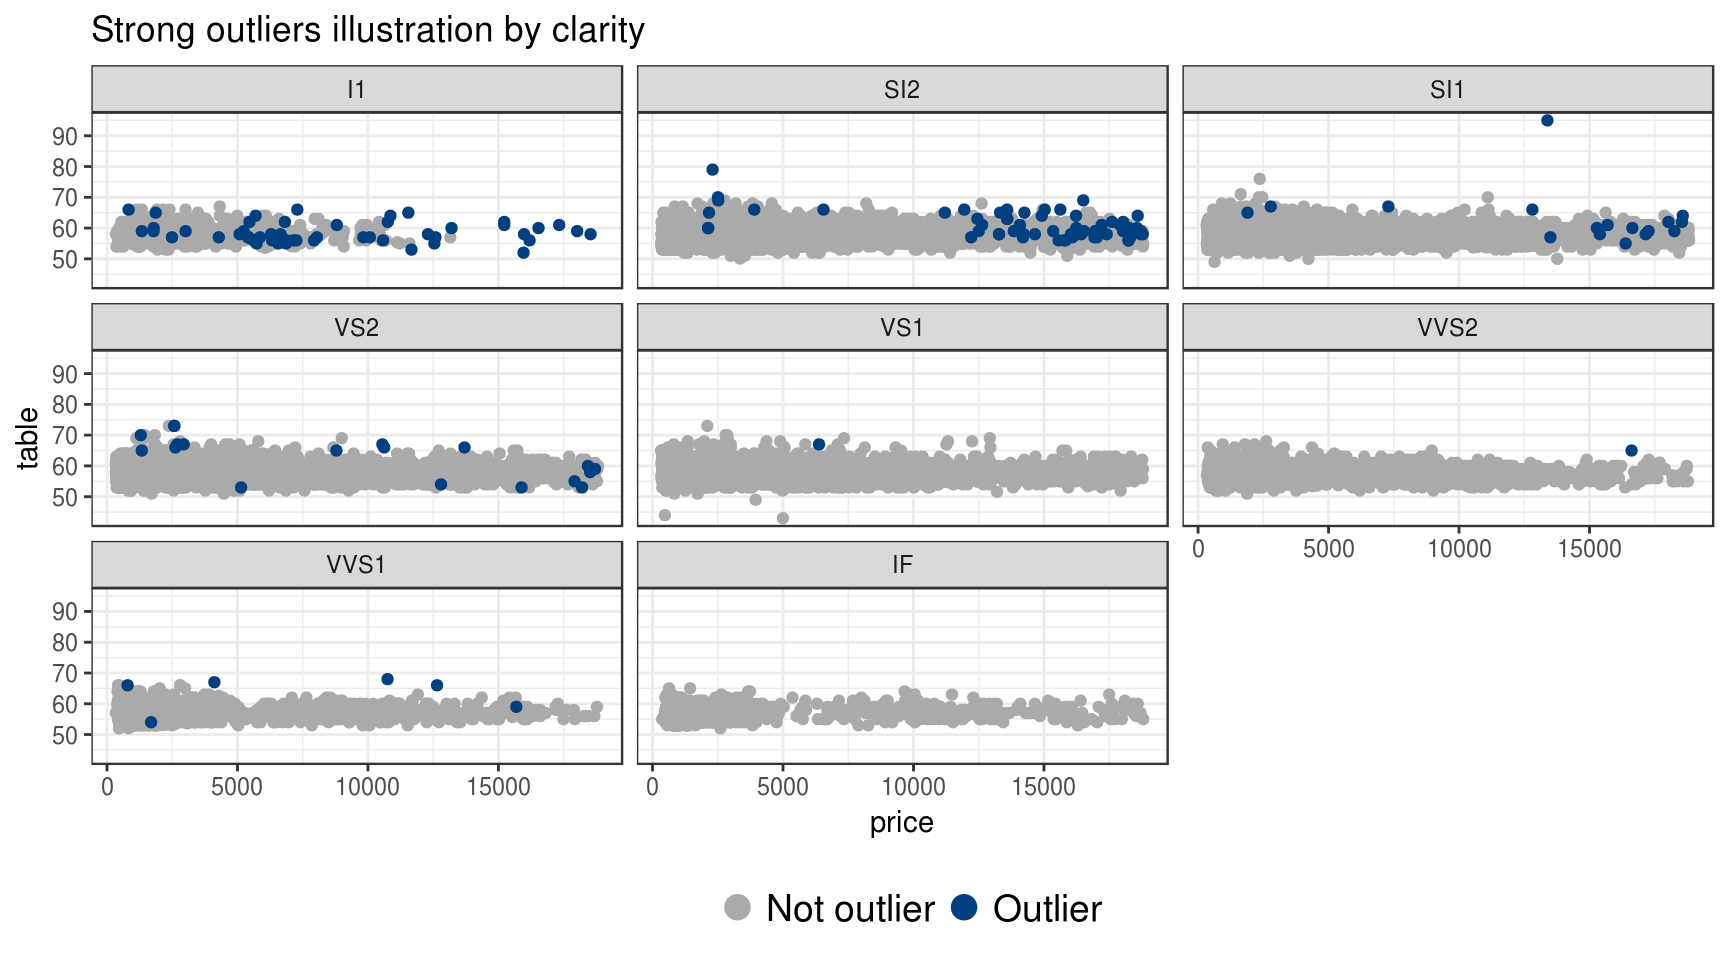 Strong outliers illustration by clarity
I1 SI2 SI1
90
80
70
60
50
VS2 VS1 VVS2
90
80
70
60
50
table
0 5000 10000 15000
VVS1 IF
90
80
70
60
50
0 5000 10000 15000 0 5000 10000 15000
price
Not outlier Outlier